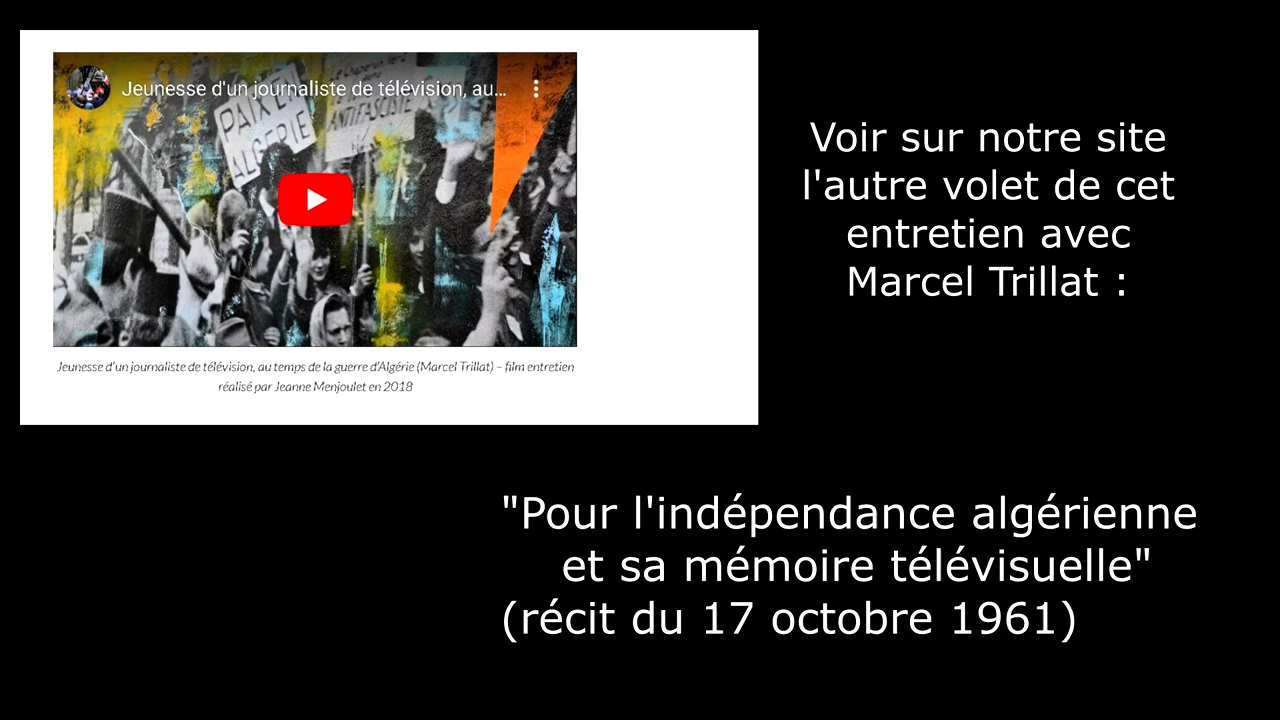 Jeunesse d'un journaliste de télévision, au...
PAIX EN
ALGERIE
ANTIFASCISTE
Jeunesse d'un journaliste de télévision, au temps de la guerre d'Algérie (Marcel Trillat) – film entretien
réalisé par Jeanne Menjoulet en 2018
Voir sur notre site
l'autre volet de cet
entretien avec
Marcel Trillat :
"Pour l'indépendance algérienne
et sa mémoire télévisuelle"
(récit du 17 octobre 1961)